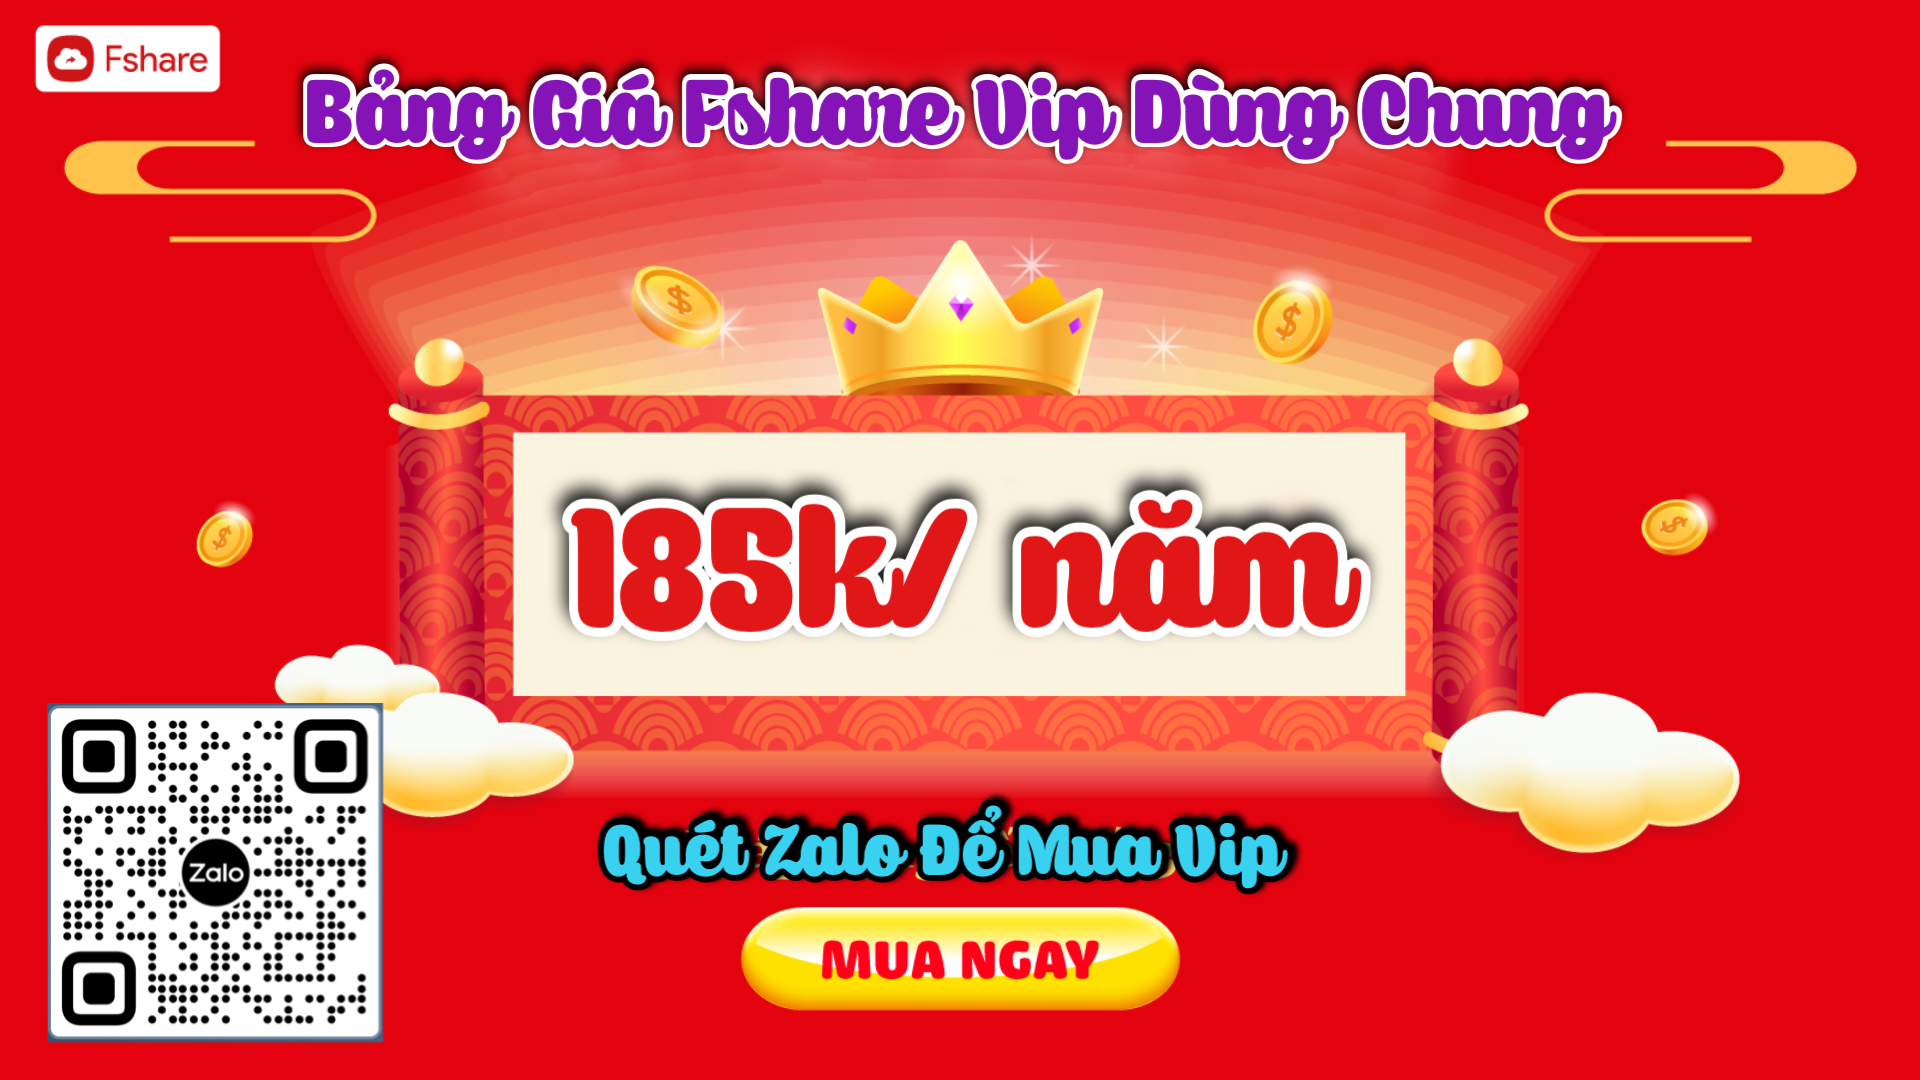 Fshare
Bảng Giá Fshare Vip Dùng Chung
185k/ năm
Quét Zalo Để Mua Vip
Zalo
MUA NGAY